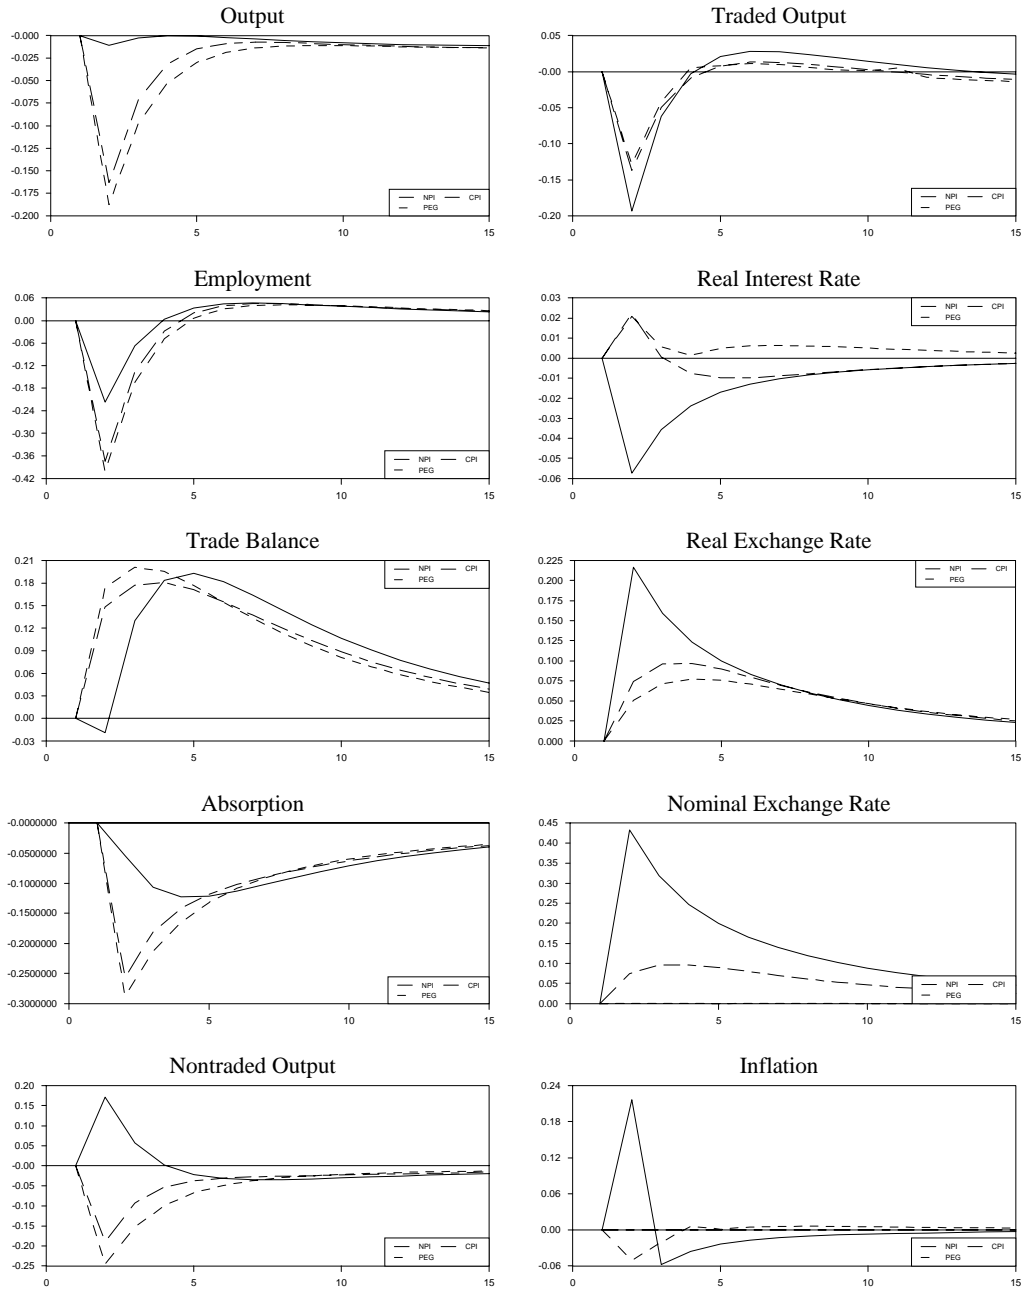 Output
-0.000
-0.025
-0.050
-0.075
-0.100
-0.125
-0.150
-0.175
-0.200
0 5 10 15
NPI CPI
PEG
Traded Output
0.05
-0.00
-0.05
-0.10
-0.15
-0.20
0 5 10 15
NPI CPI
PEG
Employment
0.06
0.00
-0.06
-0.12
-0.18
-0.24
-0.30
-0.36
-0.42
0 5 10 15
NPI CPI
PEG
Real Interest Rate
0.03
0.02
0.01
0.00
-0.01
-0.02
-0.03
-0.04
-0.05
-0.06
0 5 10 15
NPI CPI
PEG
Trade Balance
0.21
0.18
0.15
0.12
0.09
0.06
0.03
0.00
-0.03
0 5 10 15
NPI CPI
PEG
Real Exchange Rate
0.225
0.200
0.175
0.150
0.125
0.100
0.075
0.050
0.025
0.000
0 5 10 15
NPI CPI
PEG
Absorption
-0.0000000
-0.0500000
-0.1000000
-0.1500000
-0.2000000
-0.2500000
-0.3000000
0 5 10 15
NPI CPI
PEG
Nominal Exchange Rate
0.45
0.40
0.35
0.30
0.25
0.20
0.15
0.10
0.05
0.00
0 5 10 15
NPI CPI
PEG
Nontraded Output
0.20
0.15
0.10
0.05
-0.00
-0.05
-0.10
-0.15
-0.20
-0.25
0 5 10 15
NPI CPI
PEG
Inflation
0.24
0.18
0.12
0.06
0.00
-0.06
0 5 10 15
NPI CPI
PEG